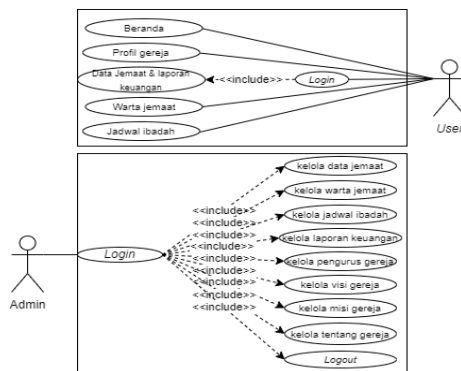 Beranda
Profil gereja
Data Jemaat & laporan
keuangan
<<include>>
Login
Warta jemaat
Jadwal ibadah
User
kelola data jemaat
kelola warta jemaat
<<include>>
kelola jadwal ibadah
<<include>>
<<include>>
kelola laporan keuangan
<<include>>
Login
<<include>>
kelola pengurus gereja
<<include>>
kelola visi gereja
<<include>>
<<include>>
kelola misi gereja
kelola tentang gereja
Logout
Admin